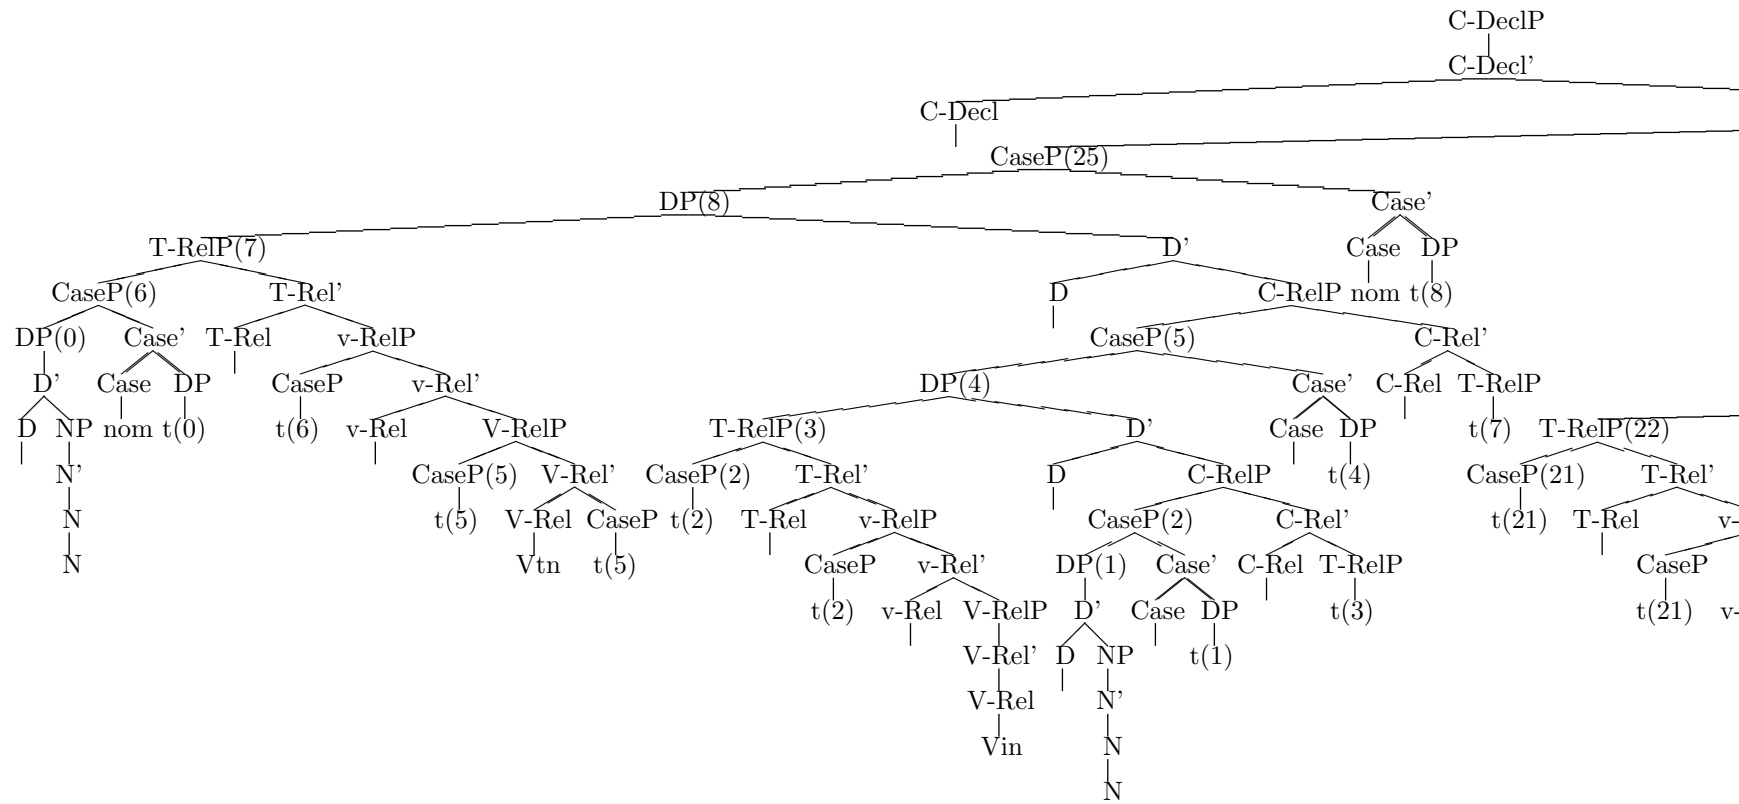 C-DeclP
C-Decl'
C-Decl
CaseP(25)
DP(8) Case'
T-RelP(7) D' Case DP
CaseP(6) T-Rel' D C-RelP nom t(8)
DP(0) Case' T-Rel v-RelP CaseP(5) C-Rel'
D' Case DP CaseP v-Rel' DP(4) Case' C-Rel T-RelP
D NP nom t(0) t(6) v-Rel V-RelP T-RelP(3) D' Case DP t(7) T-RelP(22)
N' CaseP(5) V-Rel' CaseP(2) T-Rel' D C-RelP t(4) CaseP(21) T-Rel'
N t(5) V-Rel CaseP t(2) T-Rel v-RelP CaseP(2) C-Rel' t(21) T-Rel v-
N Vtn t(5) CaseP v-Rel' DP(1) Case' C-Rel T-RelP CaseP
t(2) v-Rel V-RelP D' Case DP t(3) t(21) v-
V-Rel' D NP t(1)
V-Rel N'
Vin N
N